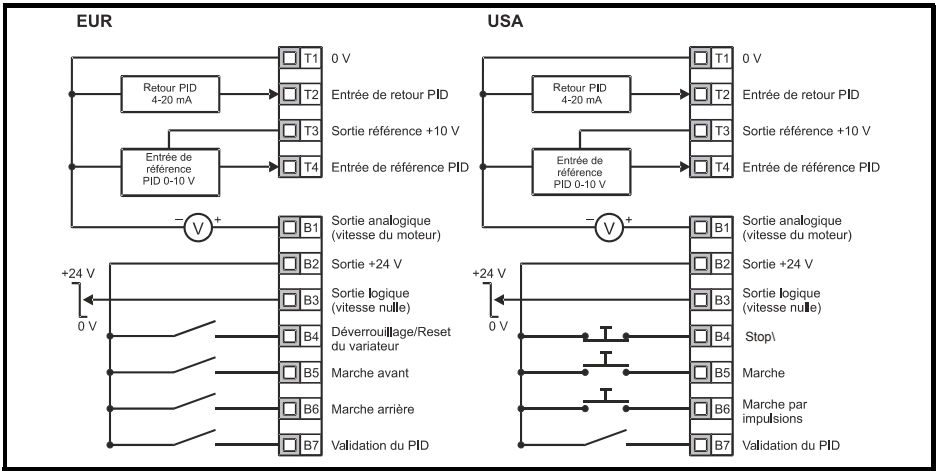 EUR
T1 0 V
Retour PID
4-20 mA
T2 Entrée de retour PID
T3 Sortie référence +10 V
Entrée de
référence
PID 0-10 V
T4 Entrée de référence PID
– V +
B1 Sortie analogique
(vitesse du moteur)
B2 Sortie +24 V
+24 V
0 V
B3 Sortie logique
(vitesse nulle)
B4 Déverrouillage/Reset
du variateur
B5 Marche avant
B6 Marche arrière
B7 Validation du PID
USA
T1 0 V
Retour PID
4-20 mA
T2 Entrée de retour PID
T3 Sortie référence +10 V
Entrée de
référence
PID 0-10 V
T4 Entrée de référence PID
– V +
B1 Sortie analogique
(vitesse du moteur)
B2 Sortie +24 V
+24 V
0 V
B3 Sortie logique
(vitesse nulle)
B4 Stop\
B5 Marche
B6 Marche par
impulsions
B7 Validation du PID